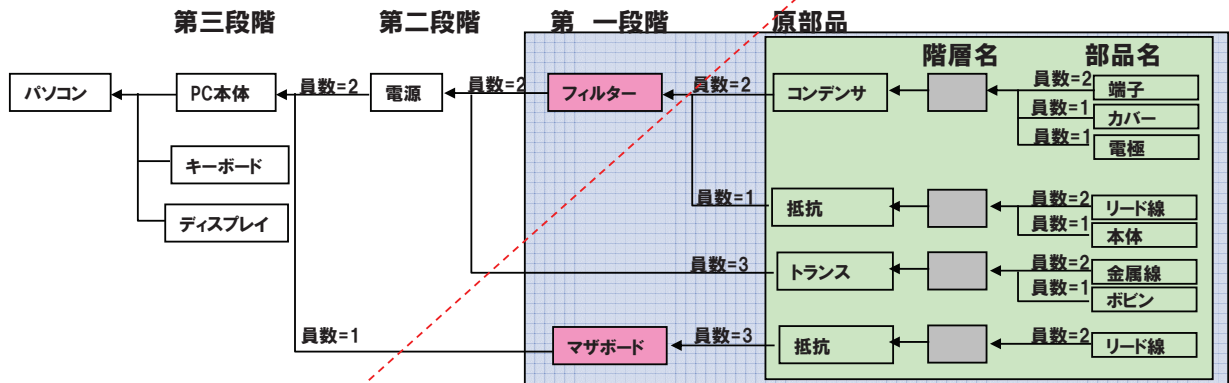 第三段階 第二段階 第 一段階 原部品
階層名 部品名
パソコン PC本体 員数=2 電源 員数=2 フィルター 員数=2 コンデンサ 員数=2 端子
員数=1 カバー
員数=1 電極
キーボード
ディスプレイ
員数=1 抵抗 員数=2 リード線
員数=1 本体
員数=3 トランス 員数=2 金属線
員数=1 ボビン
員数=1 マザボード 員数=3 抵抗 員数=2 リード線